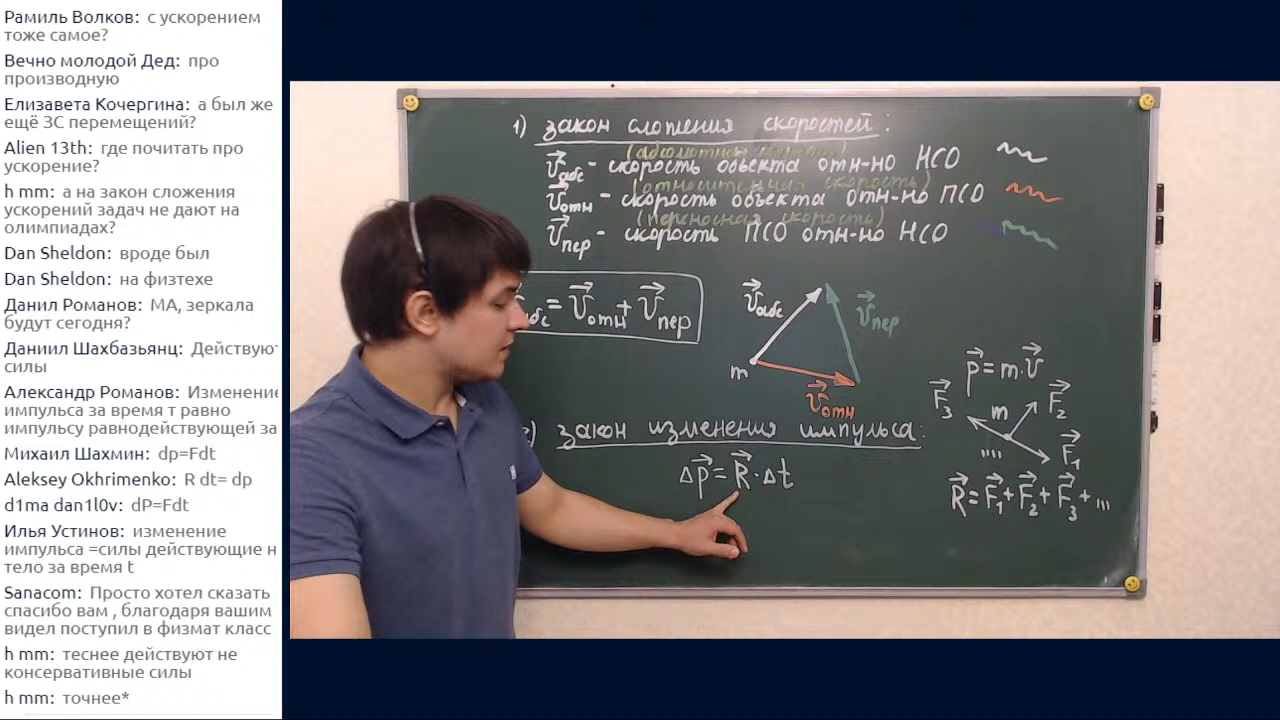 Рамиль Волков: с ускорением
тоже самое?
Вечно молодой Дед: про
производную
Елизавета Кочергина: а был же
ещё ЗС перемещений?
Alien 13th: где почитать про
ускорение?
h mm: а на закон сложения
ускорений задач не дают на
олимпиадах?
Dan Sheldon: вроде был
Dan Sheldon: на физтехе
Данил Романов: МА, зеркала
будут сегодня?
Даниил Шахбазьянц: Действуют
силы
Александр Романов: Изменение
импульса за время т равно
импульсу равнодействующей за
Михаил Шахмин: dp=Fdt
Aleksey Okhrimenko: R dt= dp
d1ma dan1l0v: dP=Fdt
Илья Устинов: изменение
импульса =силы действующие н
тело за время t
Sanacom: Просто хотел сказать
спасибо вам , благодаря вашим
видел поступил в физмат класс
h mm: теснее действуют не
консервативные силы
h mm: точнее*
1) закон сложения скоростей:
(абсолютная скорость)
v⃗абс - скорость объекта отн-но НСО
(относительная скорость)
v⃗отн - скорость объекта отн-но ПСО
(переносная скорость)
v⃗пер - скорость ПСО отн-но НСО
абс = v⃗отн + v⃗пер
v⃗абс
v⃗пер
m
v⃗отн
) закон изменения импульса:
Δp⃗ = R⃗ · Δt
p⃗ = m · v⃗
F⃗3
m
F⃗2
....
F⃗1
R⃗ = F⃗1 + F⃗2 + F⃗3 + ...